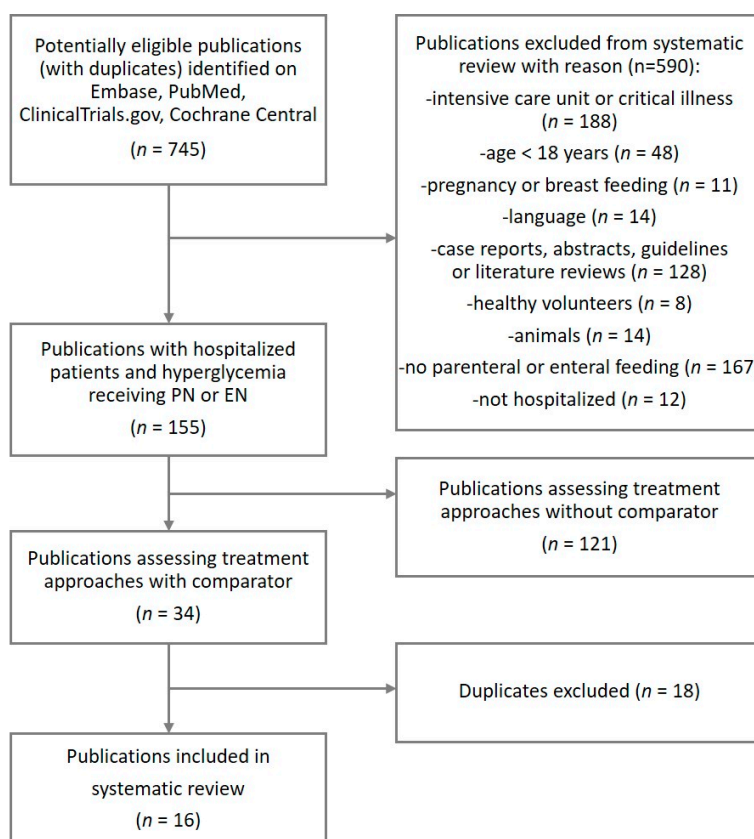 Potentially eligible publications
(with duplicates) identified on
Embase, PubMed,
ClinicalTrials.gov, Cochrane Central
(n = 745)
Publications excluded from systematic
review with reason (n=590):
-intensive care unit or critical illness
(n = 188)
-age < 18 years (n = 48)
-pregnancy or breast feeding (n = 11)
-language (n = 14)
-case reports, abstracts, guidelines
or literature reviews (n = 128)
-healthy volunteers (n = 8)
-animals (n = 14)
-no parenteral or enteral feeding (n = 167
-not hospitalized (n = 12)
Publications with hospitalized
patients and hyperglycemia
receiving PN or EN
(n = 155)
Publications assessing treatment
approaches without comparator
(n = 121)
Publications assessing treatment
approaches with comparator
(n = 34)
Duplicates excluded (n = 18)
Publications included in
systematic review
(n = 16)